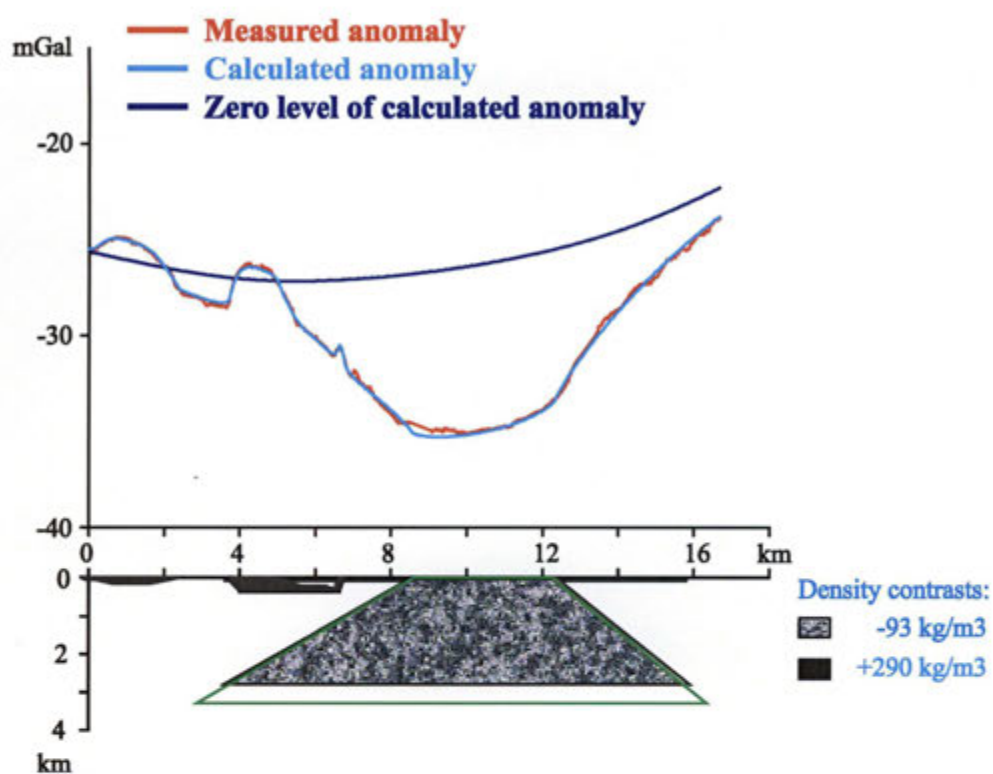 mGal
Measured anomaly
Calculated anomaly
Zero level of calculated anomaly
-20
-30
-40
0 4 8 12 16 km
0
2
4
km
Density contrasts:
-93 kg/m3
+290 kg/m3